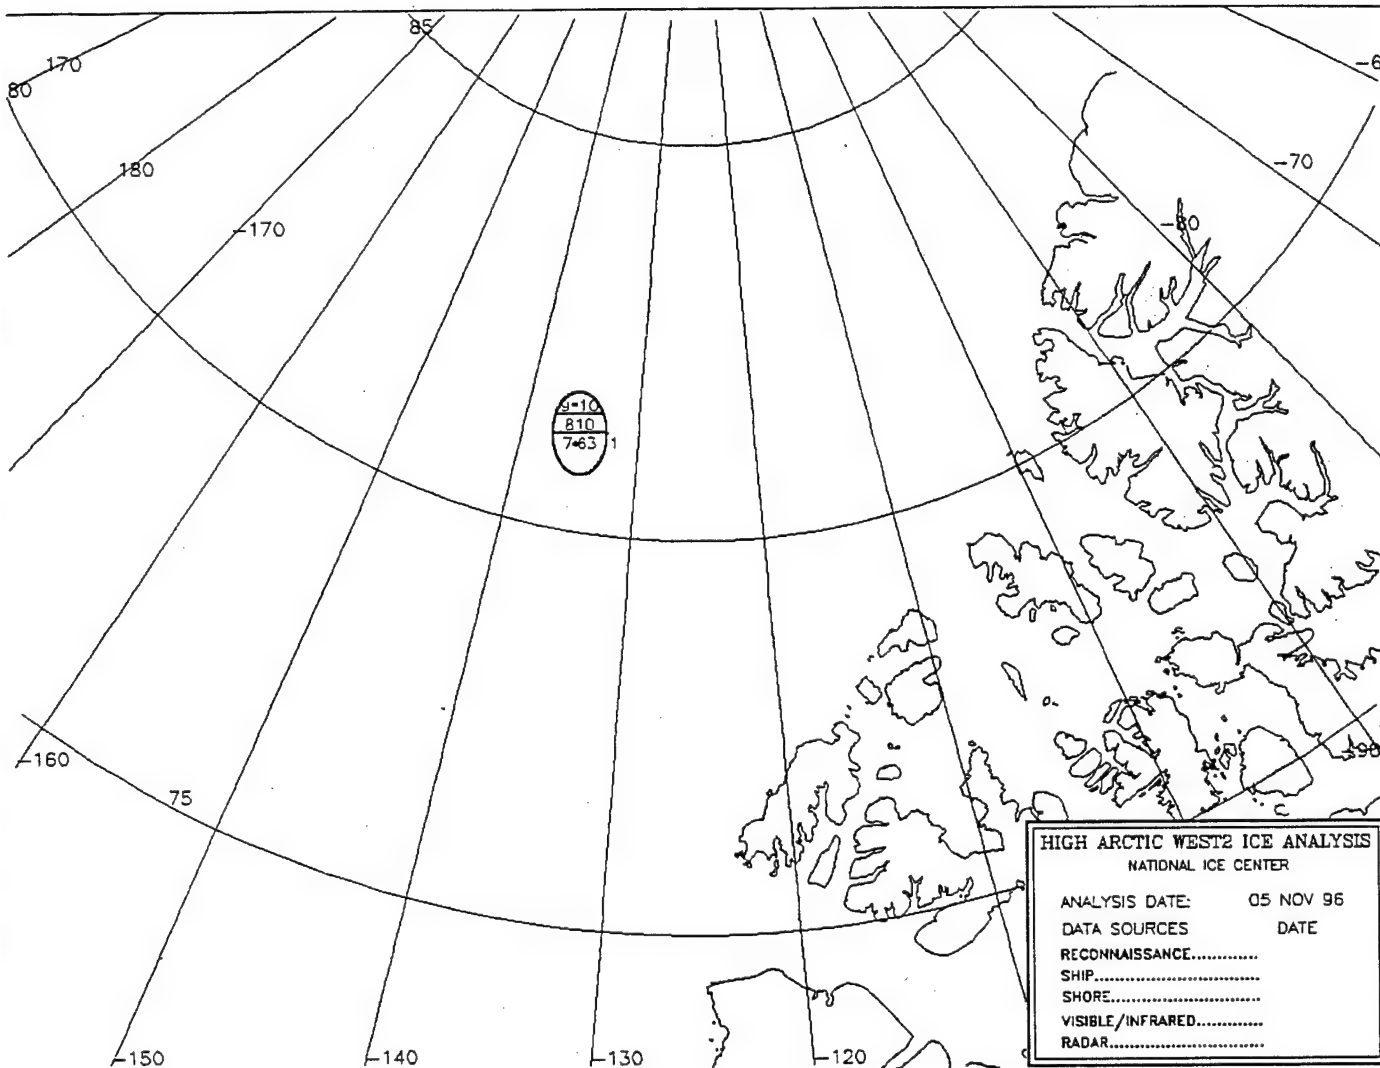 85
170
-6
80
180
-70
-80
-170
9-10
810
7•63 1
-160
-90
75
HIGH ARCTIC WEST2 ICE ANALYSIS
NATIONAL ICE CENTER
ANALYSIS DATE: 05 NOV 96
DATA SOURCES DATE
RECONNAISSANCE.............
SHIP................................
SHORE.............................
VISIBLE/INFRARED.............
RADAR..............................
-150
-140
-130
-120